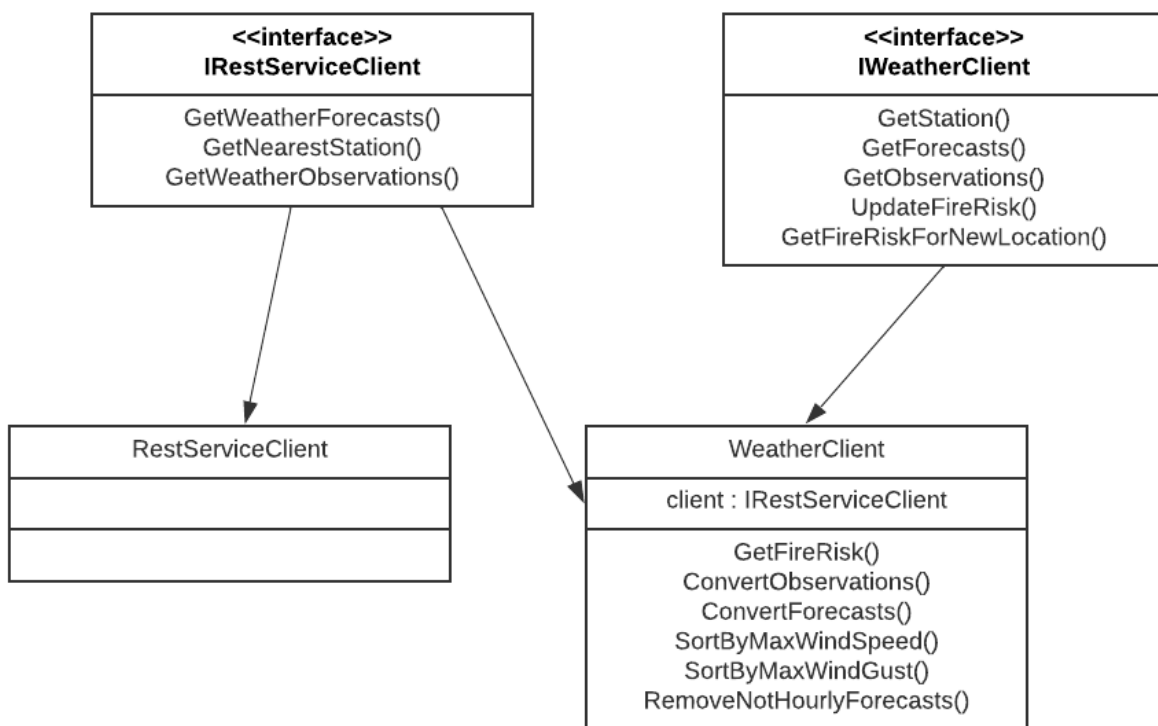 <<interface>>
IRestServiceClient
GetWeatherForecasts()
GetNearestStation()
GetWeatherObservations()
<<interface>>
IWeatherClient
GetStation()
GetForecasts()
GetObservations()
UpdateFireRisk()
GetFireRiskForNewLocation()
RestServiceClient
WeatherClient
client : IRestServiceClient
GetFireRisk()
ConvertObservations()
ConvertForecasts()
SortByMaxWindSpeed()
SortByMaxWindGust()
RemoveNotHourlyForecasts()